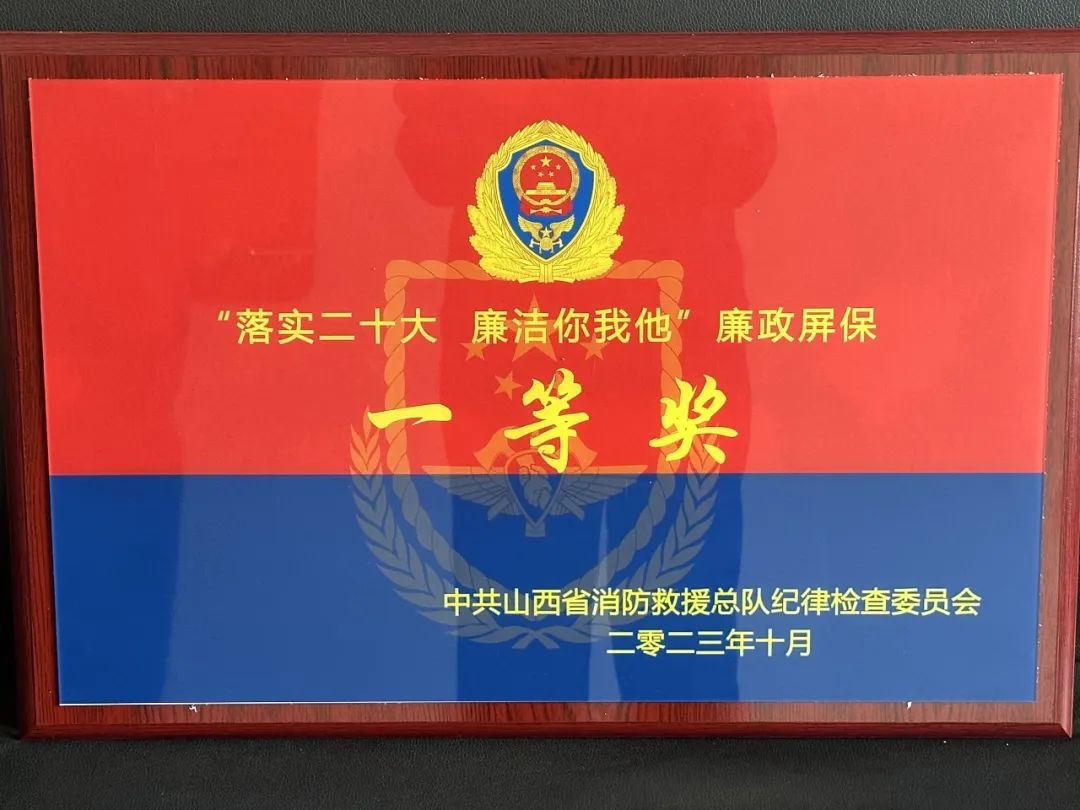 “落实二十大 廉洁你我他”廉政屏保
一等奖
中共山西省消防救援总队纪律检查委员会
二零二三年十月